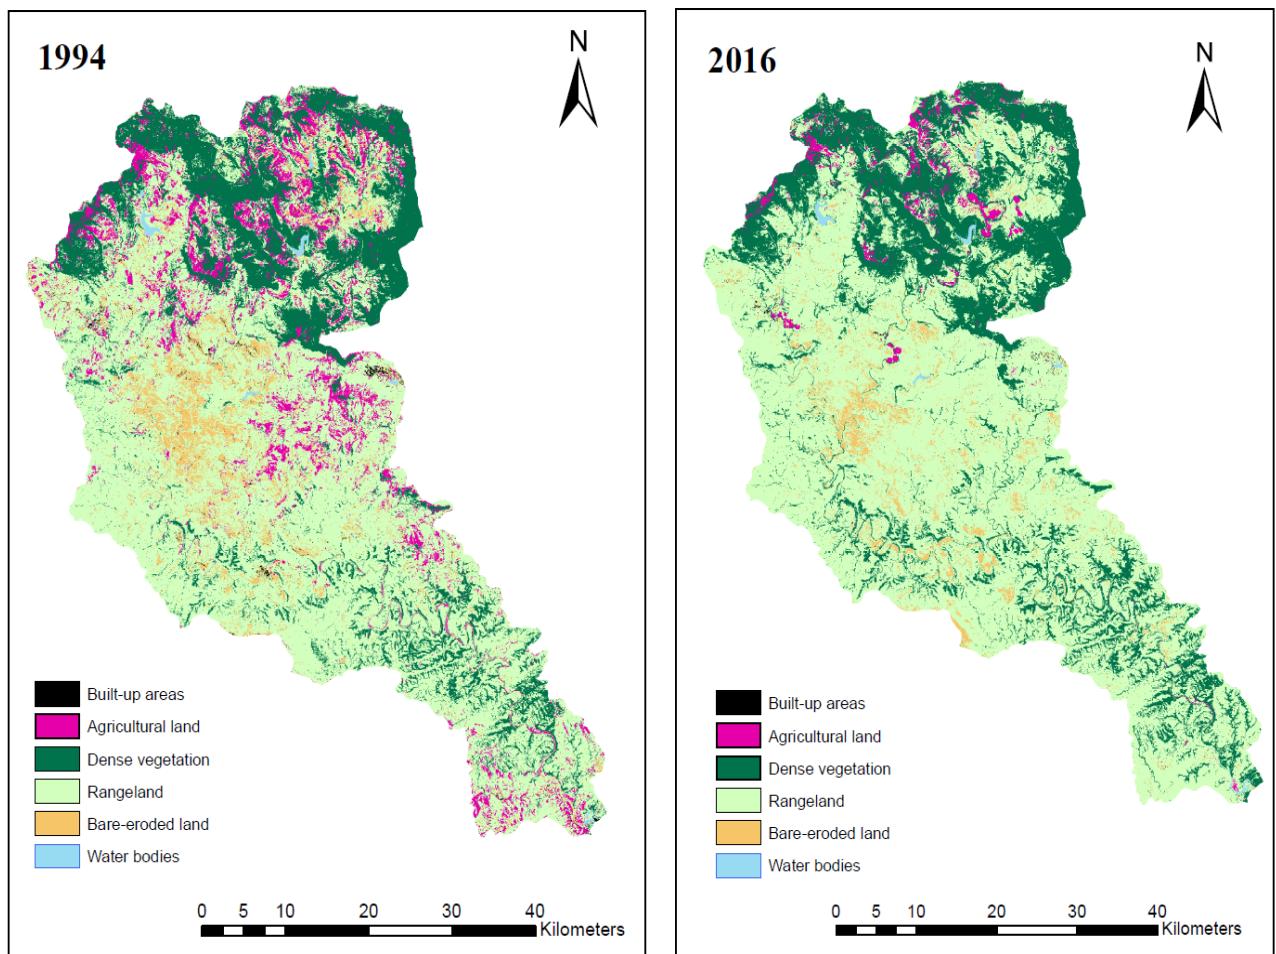 1994
N
Built-up areas
Agricultural land
Dense vegetation
Rangeland
Bare-eroded land
Water bodies
0 5 10 20 30 40
Kilometers
2016
N
Built-up areas
Agricultural land
Dense vegetation
Rangeland
Bare-eroded land
Water bodies
0 5 10 20 30 40
Kilometers